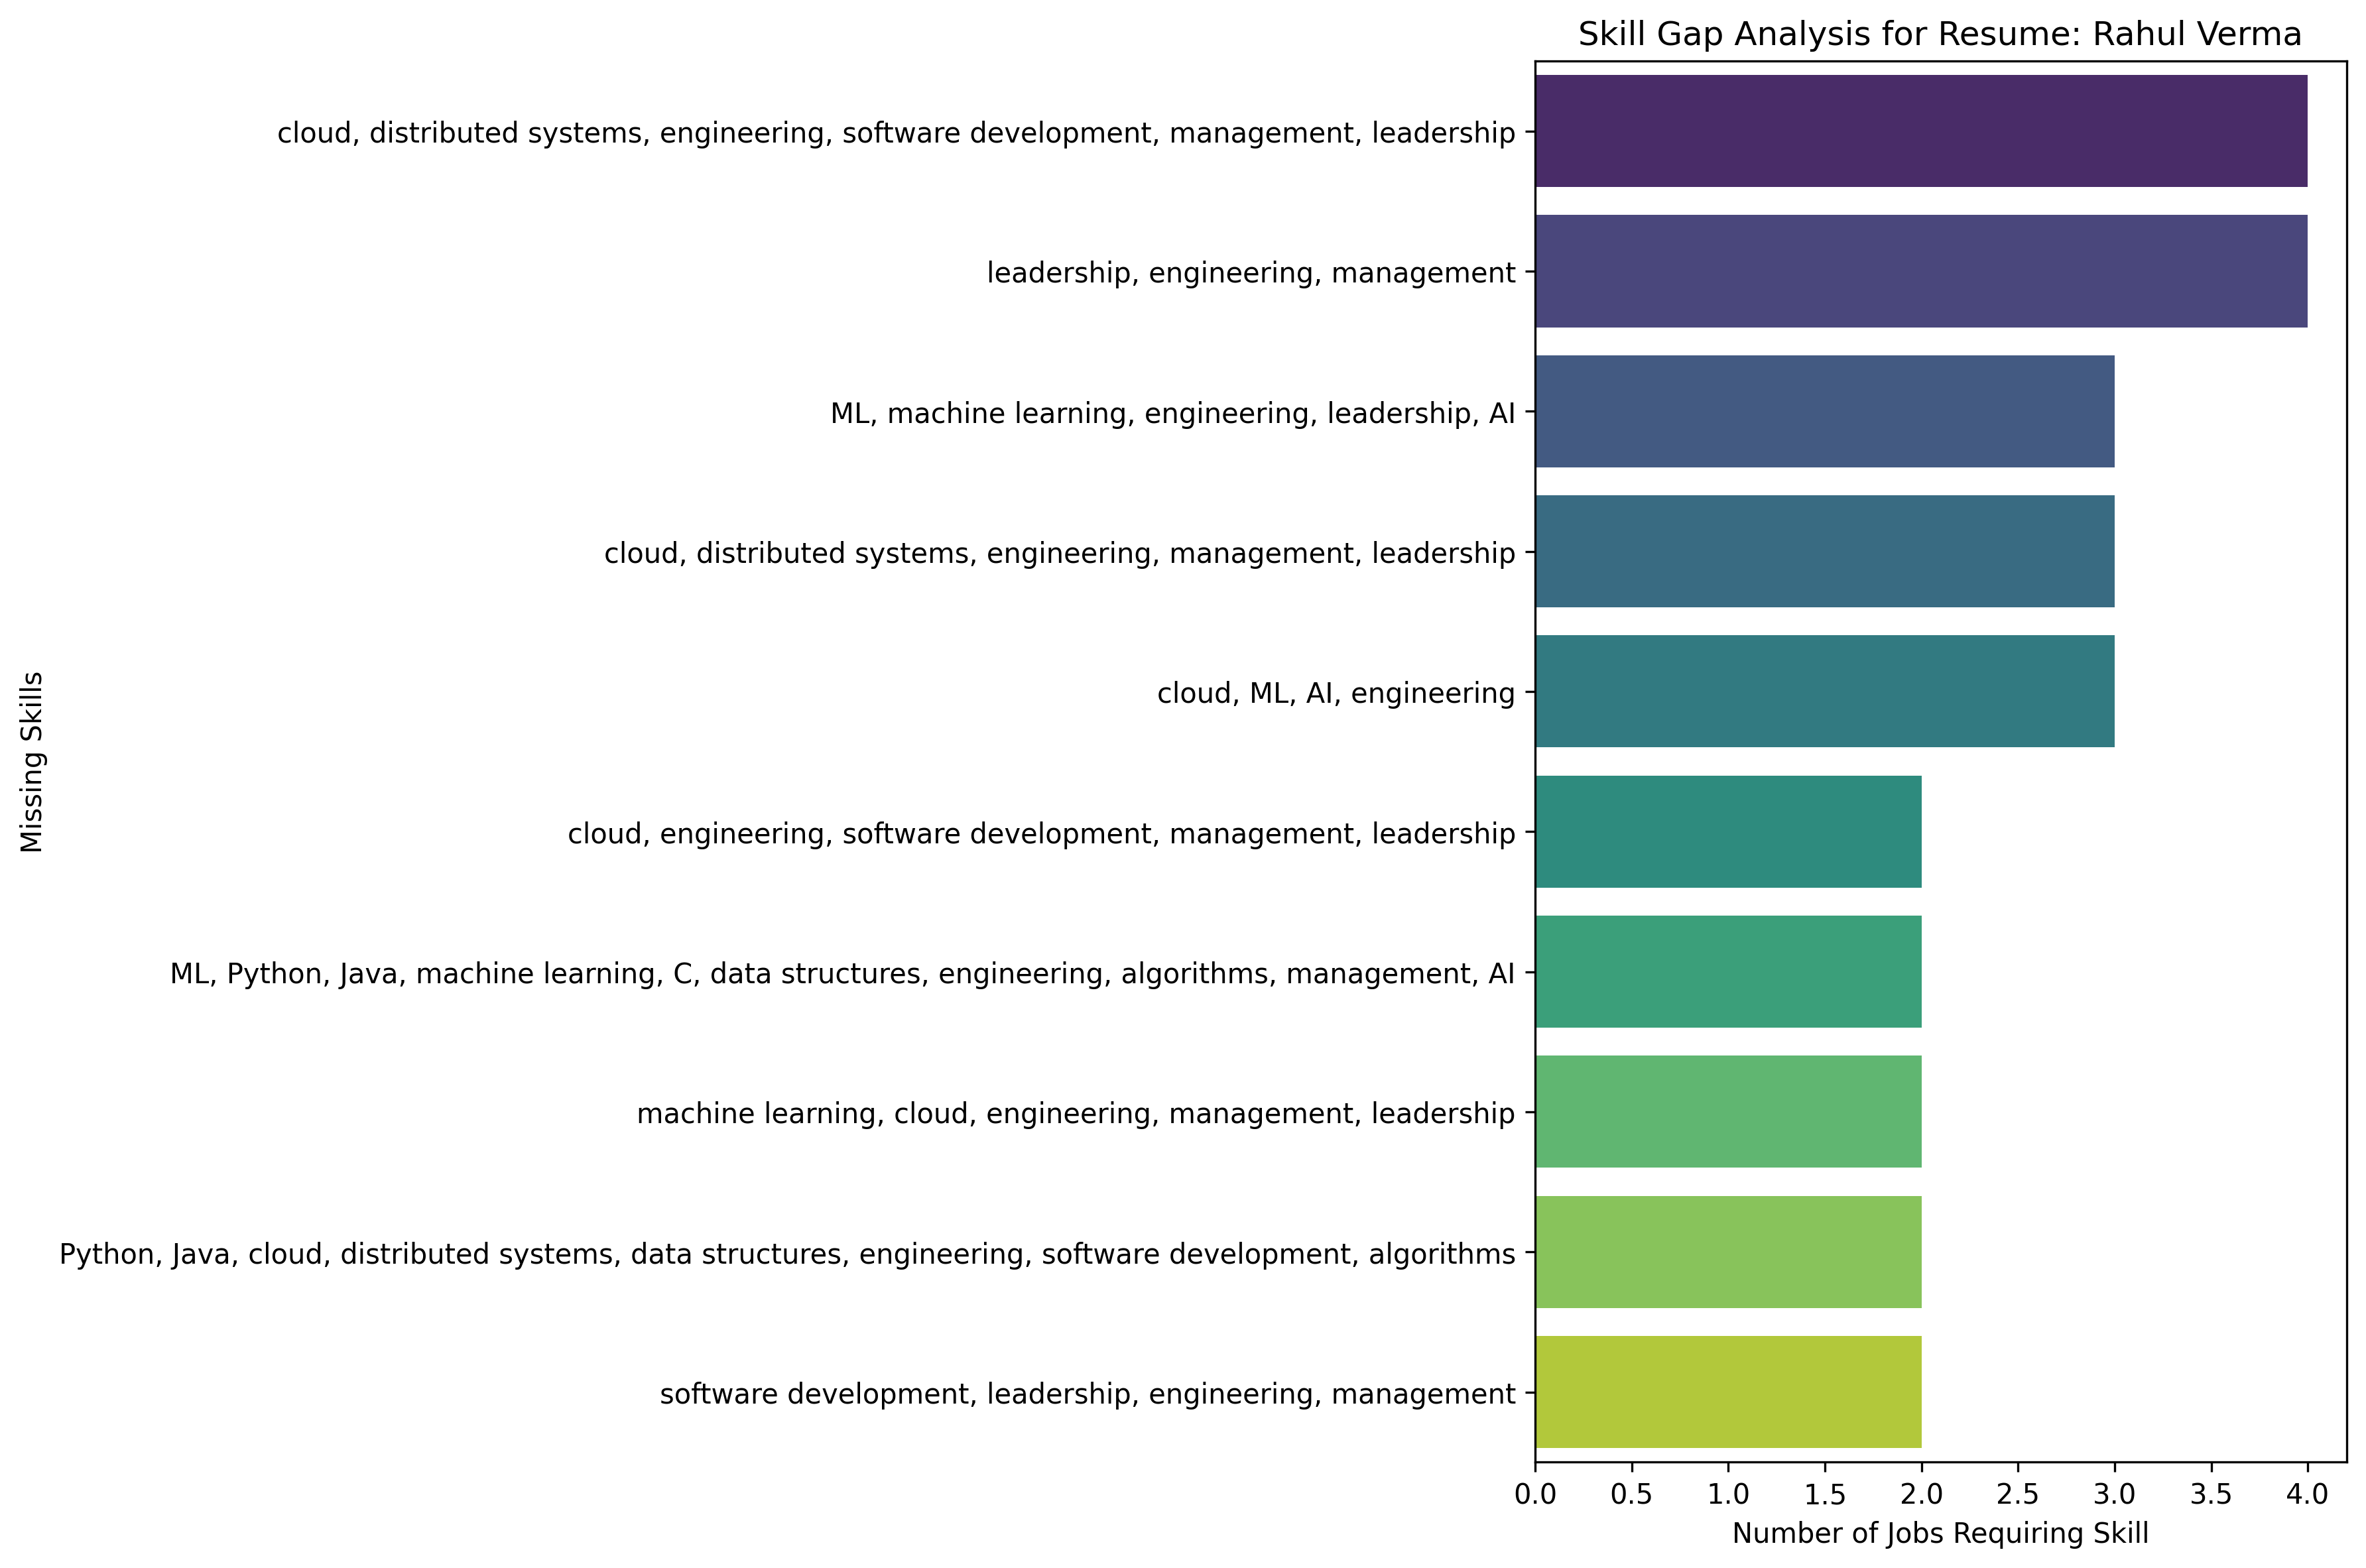 Skill Gap Analysis for Resume: Rahul Verma
cloud, distributed systems, engineering, software development, management, leadership
leadership, engineering, management
ML, machine learning, engineering, leadership, AI
cloud, distributed systems, engineering, management, leadership
cloud, ML, AI, engineering
Missing Skills
cloud, engineering, software development, management, leadership
ML, Python, Java, machine learning, C, data structures, engineering, algorithms, management, AI
machine learning, cloud, engineering, management, leadership
Python, Java, cloud, distributed systems, data structures, engineering, software development, algorithms
software development, leadership, engineering, management
0.0 0.5 1.0 1.5 2.0 2.5 3.0 3.5 4.0
Number of Jobs Requiring Skill